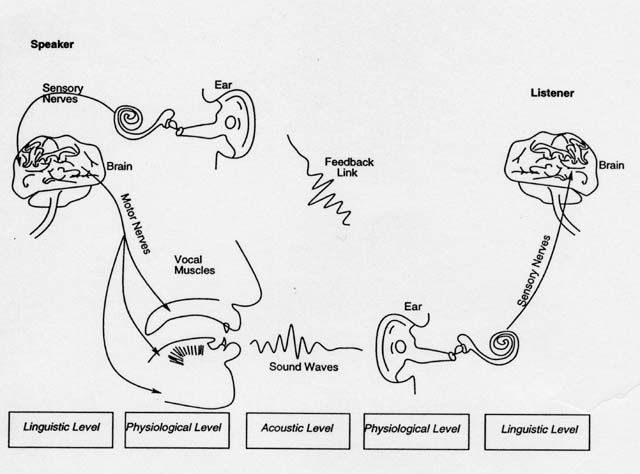 Speaker
Sensory
Nerves
Ear
Listener
Brain
Feedback
Link
Brain
Motor Nerves
Vocal
Muscles
Sensory Nerves
Ear
Sound Waves
Linguistic Level
Physiological Level
Acoustic Level
Physiological Level
Linguistic Level